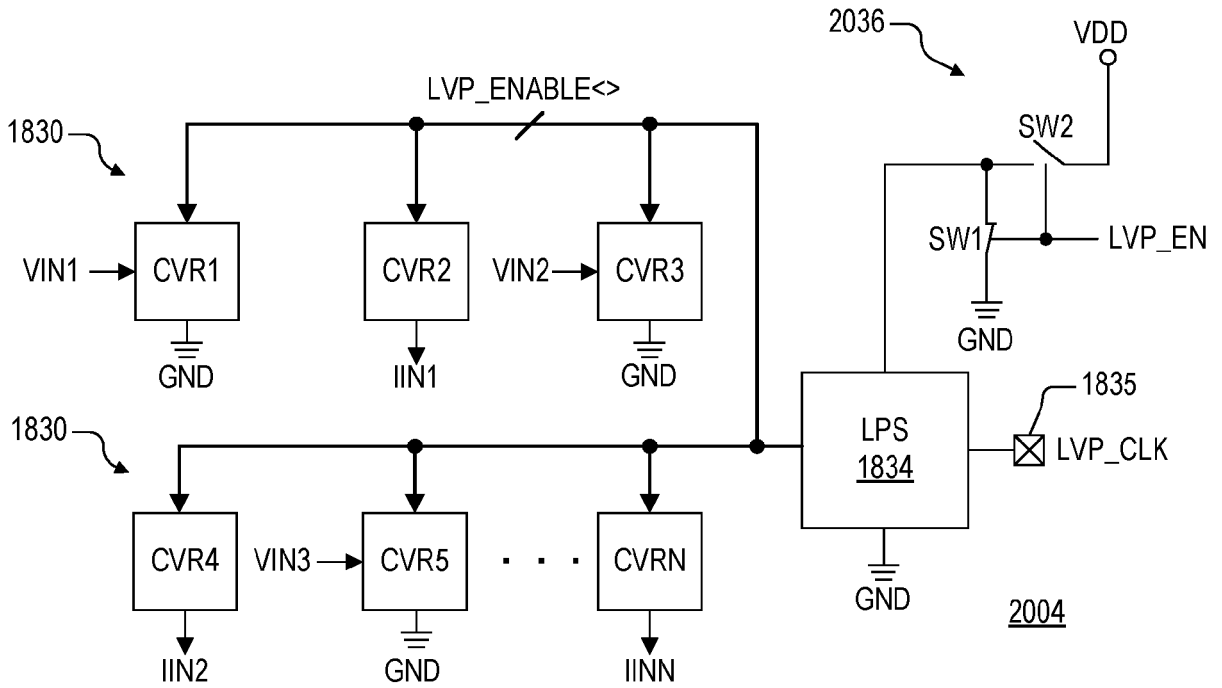 2036
VDD
LVP_ENABLE<>
1830
SW2
CVR1
CVR2
CVR3
VIN1
VIN2
SW1
LVP_EN
GND
GND
IIN1
GND
1835
1830
LPS
1834
LVP_CLK
CVR4
VIN3
CVR5
. . .
CVRN
GND
2004
IIN2
GND
IINN